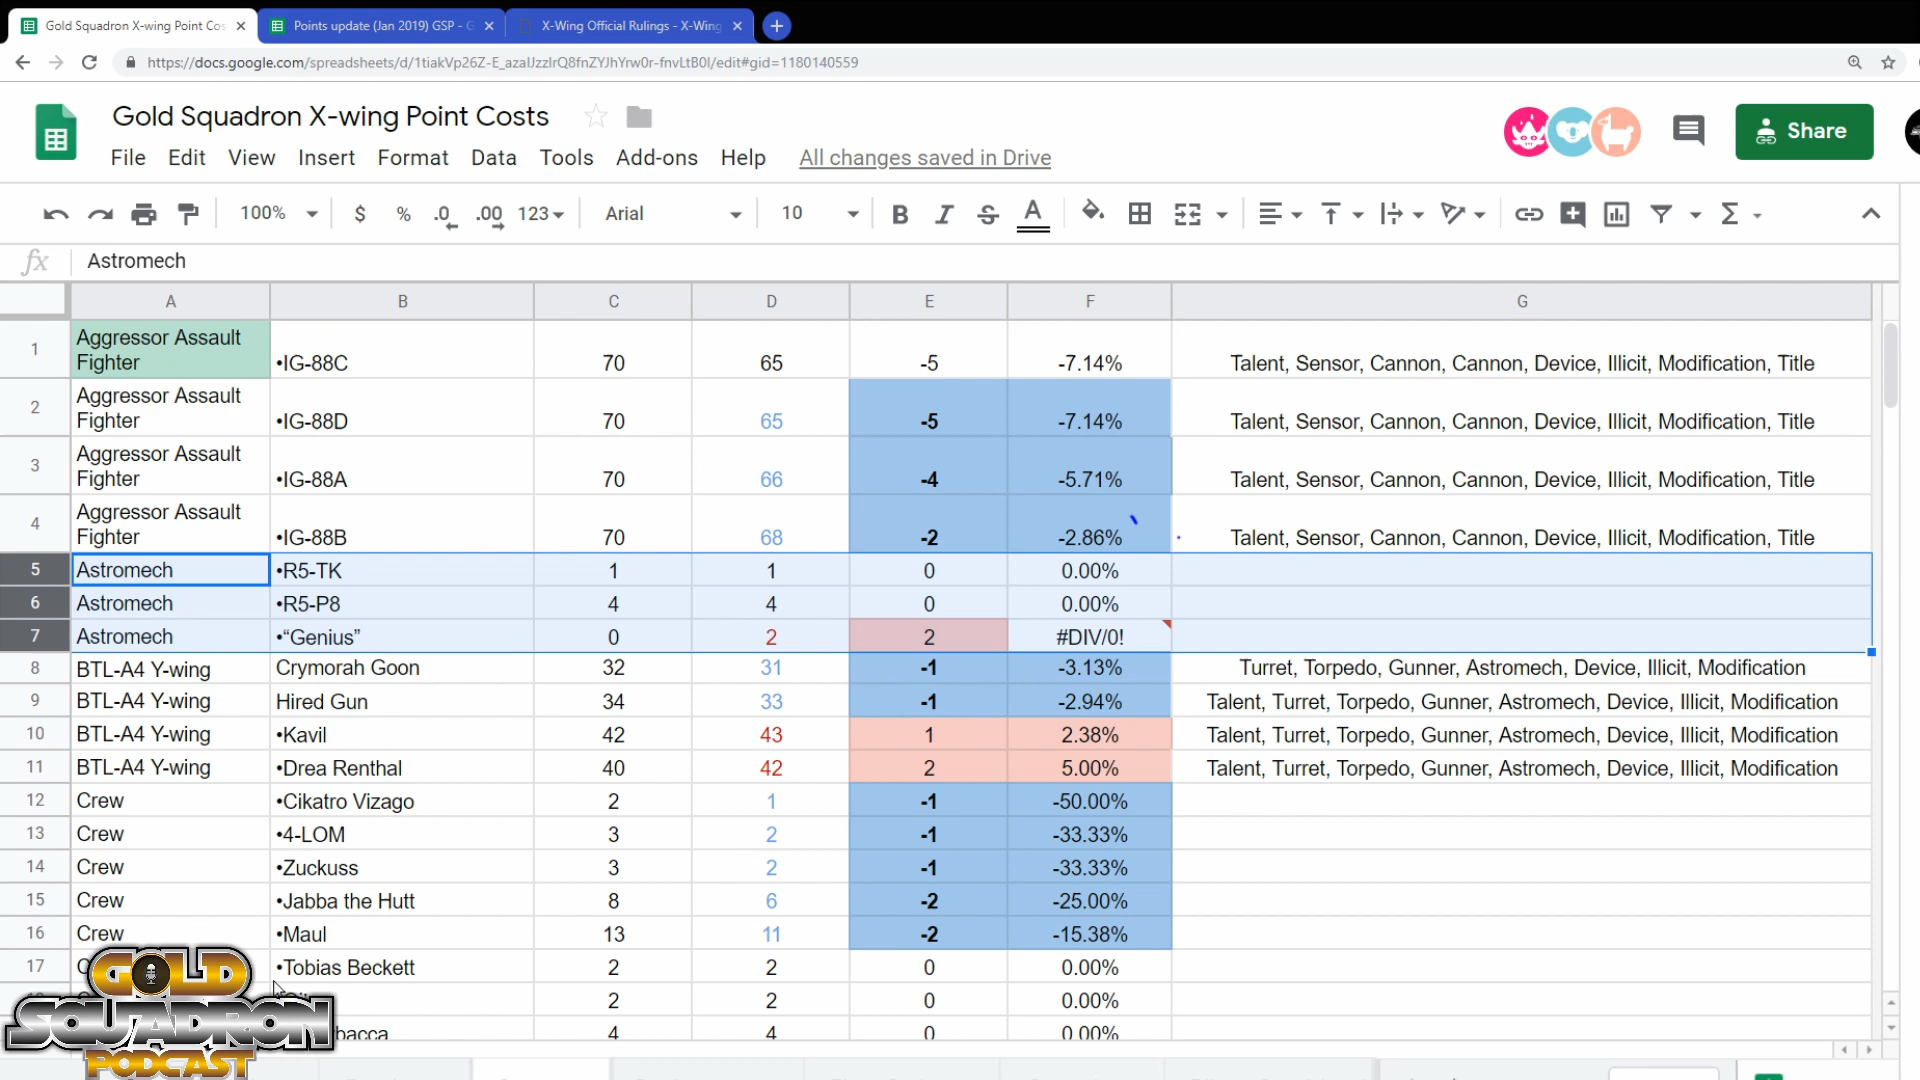 Gold Squadron X-wing Point Cos
Points update (Jan 2019) GSP - G
X-Wing Official Rulings - X-Wing
https://docs.google.com/spreadsheets/d/1tiakVp26Z-E_azaIJzzIrQ8fnZYJhYrw0r-fnvLtB0I/edit#gid=1180140559
Gold Squadron X-wing Point Costs
Share
File Edit View Insert Format Data Tools Add-ons Help All changes saved in Drive
100% $ % .0 .00 123 Arial 10 B I S A Σ
fx Astromech
A B C D E F G
1 Aggressor Assault Fighter •IG-88C 70 65 -5 -7.14% Talent, Sensor, Cannon, Cannon, Device, Illicit, Modification, Title
2 Aggressor Assault Fighter •IG-88D 70 65 -5 -7.14% Talent, Sensor, Cannon, Cannon, Device, Illicit, Modification, Title
3 Aggressor Assault Fighter •IG-88A 70 66 -4 -5.71% Talent, Sensor, Cannon, Cannon, Device, Illicit, Modification, Title
4 Aggressor Assault Fighter •IG-88B 70 68 -2 -2.86% Talent, Sensor, Cannon, Cannon, Device, Illicit, Modification, Title
5 Astromech •R5-TK 1 1 0 0.00%
6 Astromech •R5-P8 4 4 0 0.00%
7 Astromech •“Genius” 0 2 2 #DIV/0!
8 BTL-A4 Y-wing Crymorah Goon 32 31 -1 -3.13% Turret, Torpedo, Gunner, Astromech, Device, Illicit, Modification
9 BTL-A4 Y-wing Hired Gun 34 33 -1 -2.94% Talent, Turret, Torpedo, Gunner, Astromech, Device, Illicit, Modification
10 BTL-A4 Y-wing •Kavil 42 43 1 2.38% Talent, Turret, Torpedo, Gunner, Astromech, Device, Illicit, Modification
11 BTL-A4 Y-wing •Drea Renthal 40 42 2 5.00% Talent, Turret, Torpedo, Gunner, Astromech, Device, Illicit, Modification
12 Crew •Cikatro Vizago 2 1 -1 -50.00%
13 Crew •4-LOM 3 2 -1 -33.33%
14 Crew •Zuckuss 3 2 -1 -33.33%
15 Crew •Jabba the Hutt 8 6 -2 -25.00%
16 Crew •Maul 13 11 -2 -15.38%
17 •Tobias Beckett 2 2 0 0.00%
2 2 0 0.00%
bacca 4 4 0 0.00%
GOLD
SQUADRON
PODCAST